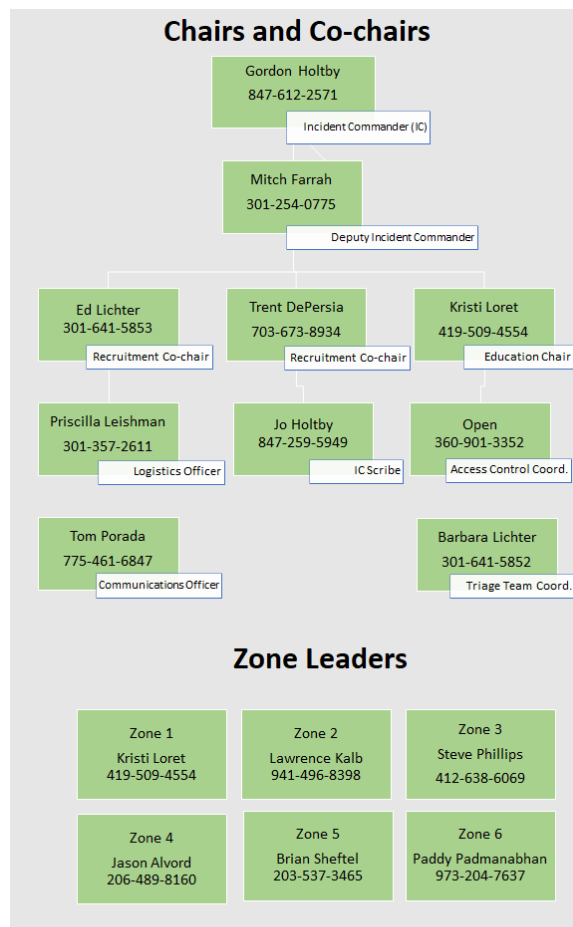 Chairs and Co-chairs
Gordon Holtby
847-612-2571
Incident Commander (IC)
Mitch Farrah
301-254-0775
Deputy Incident Commander
Ed Lichter
301-641-5853
Recruitment Co-chair
Trent DePersia
703-673-8934
Recruitment Co-chair
Kristi Loret
419-509-4554
Education Chair
Priscilla Leishman
301-357-2611
Logistics Officer
Jo Holtby
847-259-5949
IC Scribe
Open
360-901-3352
Access Control Coord.
Tom Porada
775-461-6847
Communications Officer
Barbara Lichter
301-641-5852
Triage Team Coord.
Zone Leaders
Zone 1
Kristi Loret
419-509-4554
Zone 2
Lawrence Kalb
941-496-8398
Zone 3
Steve Phillips
412-638-6069
Zone 4
Jason Alvord
206-489-8160
Zone 5
Brian Sheftel
203-537-3465
Zone 6
Paddy Padmanabhan
973-204-7637